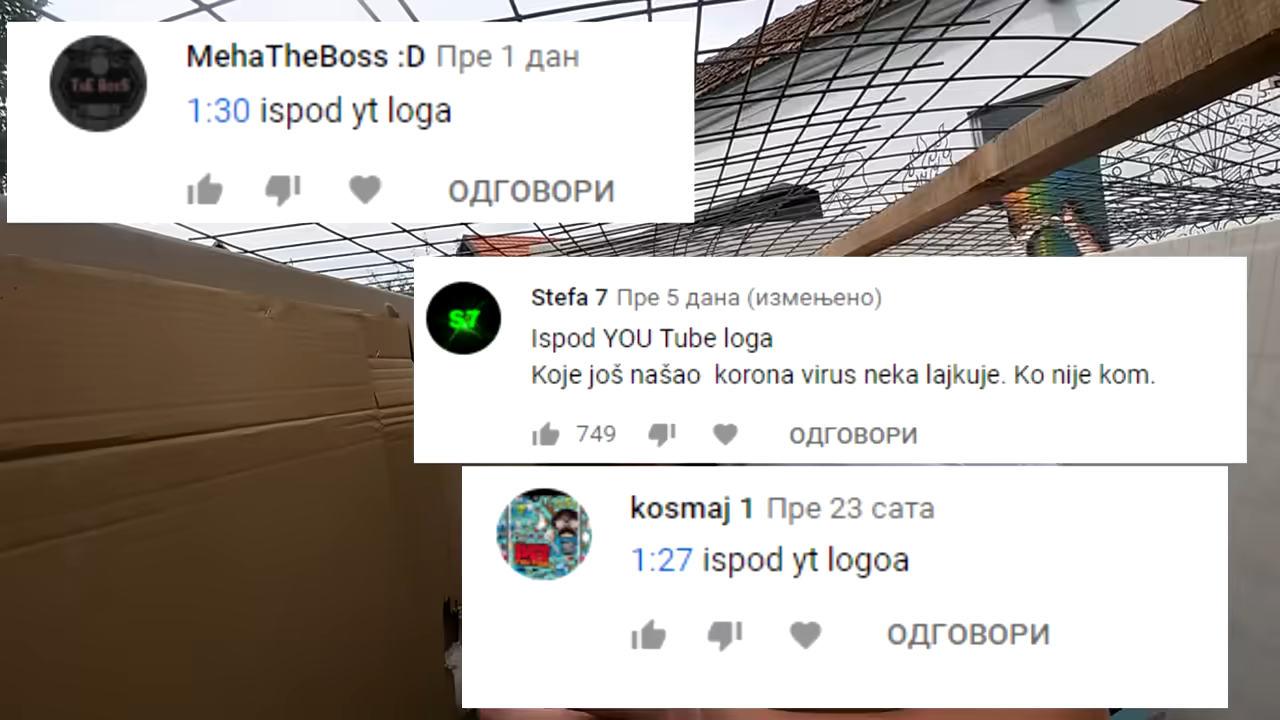 MehaTheBoss :D Пре 1 дан
1:30 ispod yt loga
ОДГОВОРИ
Stefa 7 Пре 5 дана (измењено)
Ispod YOU Tube loga
Koje još našao korona virus neka lajkuje. Ko nije kom.
749
ОДГОВОРИ
kosmaj 1 Пре 23 сата
1:27 ispod yt logoa
ОДГОВОРИ